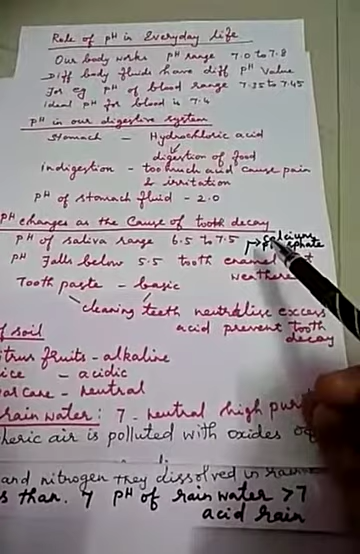 Role of pH in Everyday life
Our body works pH range 7.0 to 7.8
Diff body fluids have diff pH value
For eg pH of blood range 7.35 to 7.45
ideal pH for blood is 7.4
pH in our digestive system
Stomach - Hydrochloric acid
digestion of food
Indigestion - too much acid cause pain
& irritation
pH of stomach fluid - 2.0
pH changes as the Cause of tooth decay
pH of saliva range 6.5 to 7.5 → calcium
phosphate
pH Falls below 5.5 tooth enamel
weathered
Tooth paste - basic
cleaning teeth neutralise excess
acid prevent tooth
decay
of soil
itrus fruits - alkaline
ice - acidic
care - neutral
rain water: 7 - neutral high pur
heric air is polluted with oxides of
and nitrogen they dissolved in rain
s than 7 pH of rain water >7
acid rain